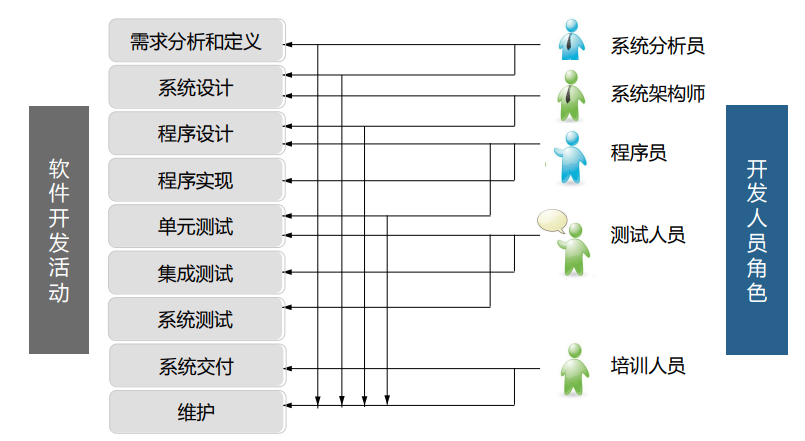 软件开发活动
需求分析和定义
系统设计
程序设计
程序实现
单元测试
集成测试
系统测试
系统交付
维护
系统分析员
系统架构师
程序员
测试人员
培训人员
开发人员角色